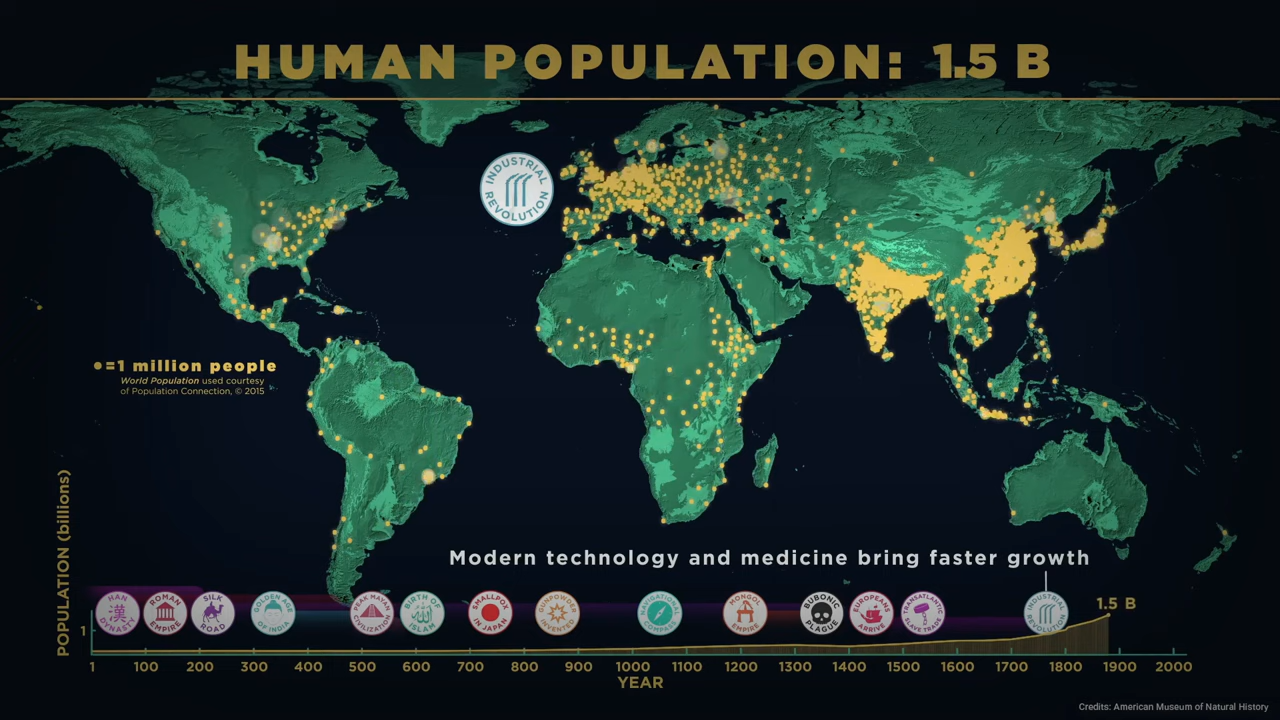 HUMAN POPULATION: 1.5 B
INDUSTRIAL REVOLUTION
=1 million people
World Population used courtesy
of Population Connection, © 2015
Modern technology and medicine bring faster growth
POPULATION (billions)
HAN DYNASTY
漢
ROMAN EMPIRE
SILK ROAD
GOLDEN AGE OF INDIA
PEAK MAYAN CIVILIZATION
BIRTH OF ISLAM
SMALLPOX IN JAPAN
GUNPOWDER INVENTED
NAVIGATIONAL COMPASS
MONGOL EMPIRE
BUBONIC PLAGUE
EUROPEANS ARRIVE
TRANSATLANTIC SLAVE TRADE
INDUSTRIAL REVOLUTION
1.5 B
1
1 100 200 300 400 500 600 700 800 900 1000 1100 1200 1300 1400 1500 1600 1700 1800 1900 2000
YEAR
Credits: American Museum of Natural History